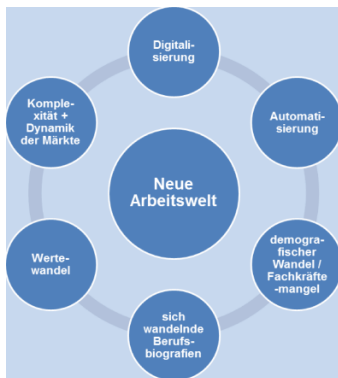 Digitali-
sierung
Automati-
sierung
demogra-
fischer
Wandel /
Fachkräfte
-mangel
sich
wandelnde
Berufs-
biografien
Werte-
wandel
Komple-
xität +
Dynamik
der Märkte
Neue
Arbeitswelt